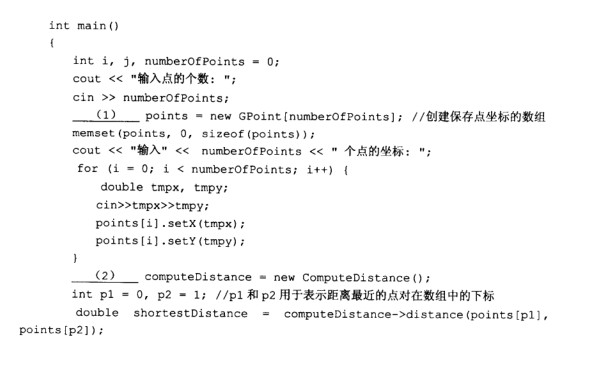 int main()
{
int i, j, numberOfPoints = 0;
cout << "输入点的个数: ";
cin >> numberOfPoints;
(1) points = new GPoint[numberOfPoints]; //创建保存点坐标的数组
memset(points, 0, sizeof(points));
cout << "输入" << numberOfPoints << " 个点的坐标: ";
for (i = 0; i < numberOfPoints; i++) {
double tmpx, tmpy;
cin>>tmpx>>tmpy;
points[i].setX(tmpx);
points[i].setY(tmpy);
}
(2) computeDistance = new ComputeDistance();
int p1 = 0, p2 = 1; //p1 和 p2 用于表示距离最近的点对在数组中的下标
double shortestDistance = computeDistance->distance(points[p1],
points[p2]);